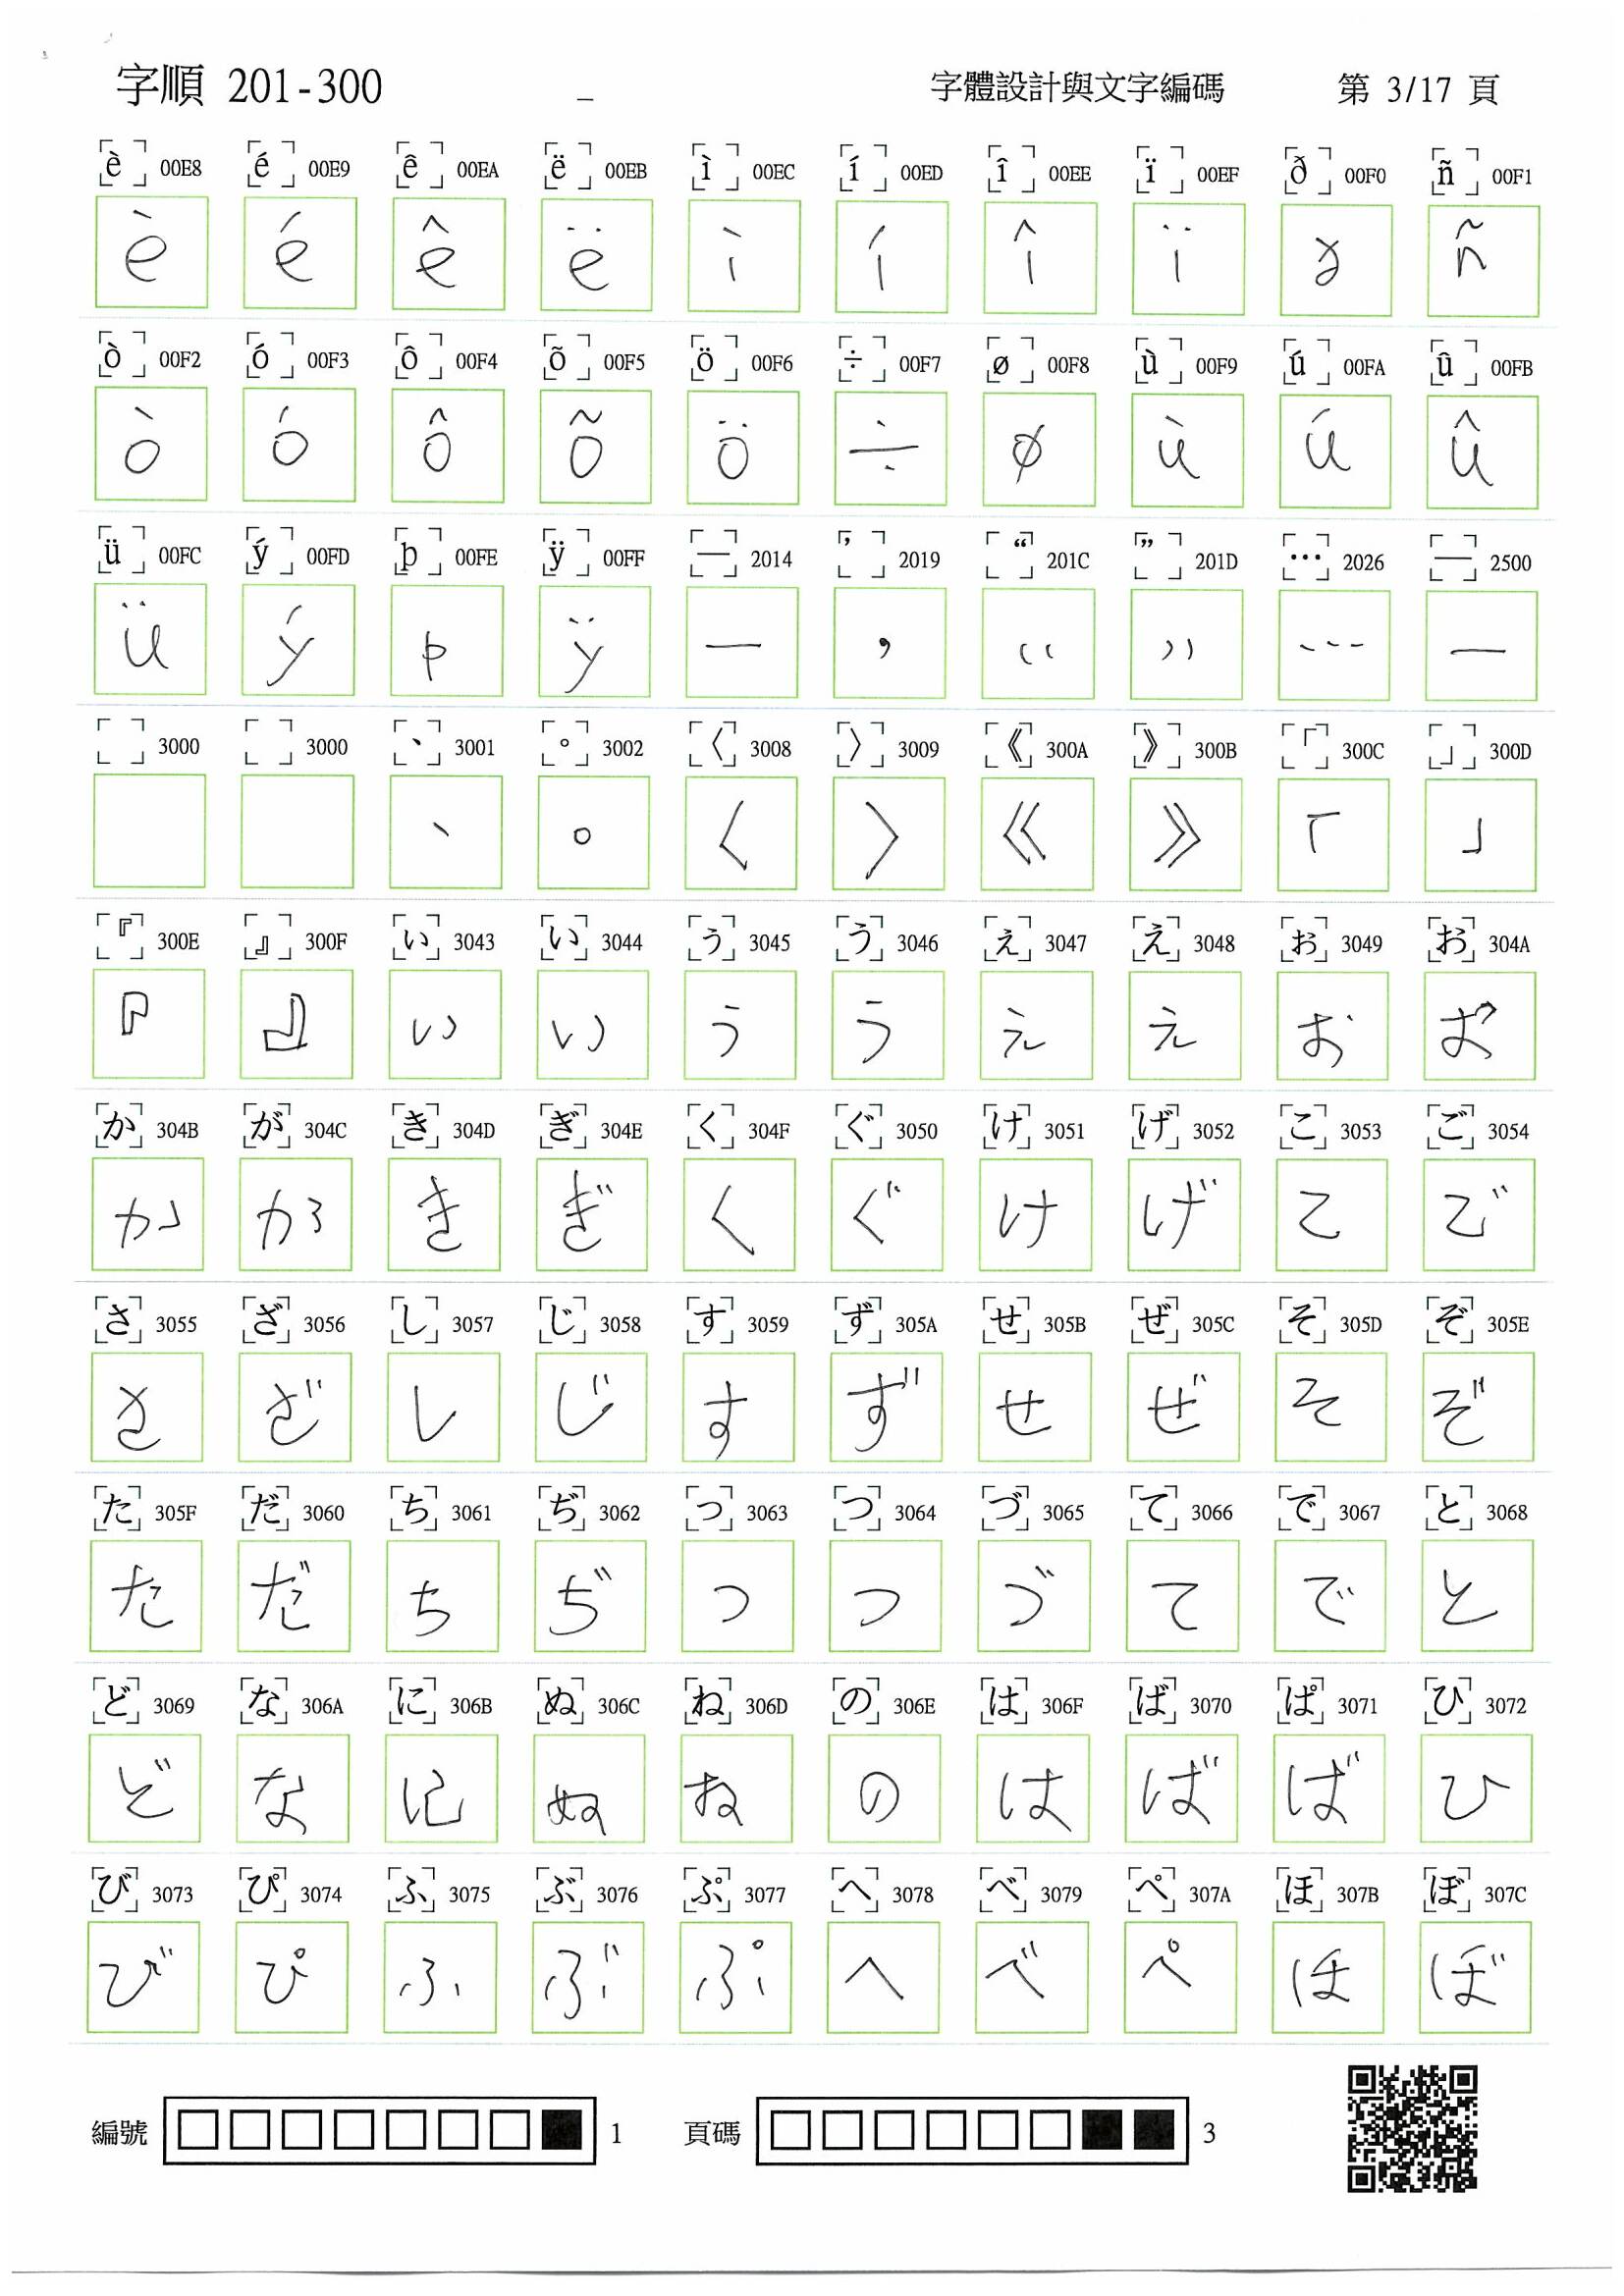 字順 201-300 _ 字體設計與文字編碼 第 3/17 頁
è 00E8 é 00E9 ê 00EA ë 00EB ì 00EC í 00ED î 00EE ï 00EF ð 00F0 ñ 00F1
è é ê ë ì í î ï ð ñ
ò 00F2 ó 00F3 ô 00F4 õ 00F5 ö 00F6 ÷ 00F7 ø 00F8 ù 00F9 ú 00FA û 00FB
ò ó ô õ ö ÷ ø ù ú û
ü 00FC ý 00FD þ 00FE ÿ 00FF — 2014 ’ 2019 “ 201C ” 201D … 2026 ─ 2500
ü ý þ ÿ — ’ “ ” … ─
3000 3000 、 3001 。 3002 〈 3008 〉 3009 《 300A 》 300B 「 300C 」 300D
、 。 〈 〉 《 》 「 」
『 300E 』 300F ぃ 3043 い 3044 ぅ 3045 う 3046 ぇ 3047 え 3048 ぉ 3049 お 304A
『 』 ぃ い ぅ う ぇ え ぉ お
か 304B が 304C き 304D ぎ 304E く 304F ぐ 3050 け 3051 げ 3052 こ 3053 ご 3054
か が き ぎ く ぐ け げ こ ご
さ 3055 ざ 3056 し 3057 じ 3058 す 3059 ず 305A せ 305B ぜ 305C そ 305D ぞ 305E
さ ざ し じ す ず せ ぜ そ ぞ
た 305F だ 3060 ち 3061 ぢ 3062 っ 3063 つ 3064 づ 3065 て 3066 で 3067 と 3068
た だ ち ぢ っ つ づ て で と
ど 3069 な 306A に 306B ぬ 306C ね 306D の 306E は 306F ば 3070 ぱ 3071 ひ 3072
ど な に ぬ ね の は ば ば ひ
び 3073 ぴ 3074 ふ 3075 ぶ 3076 ぷ 3077 へ 3078 べ 3079 ぺ 307A ほ 307B ぼ 307C
び ぴ ふ ぶ ぷ へ べ ぺ ほ ぼ
編號 1 頁碼 3